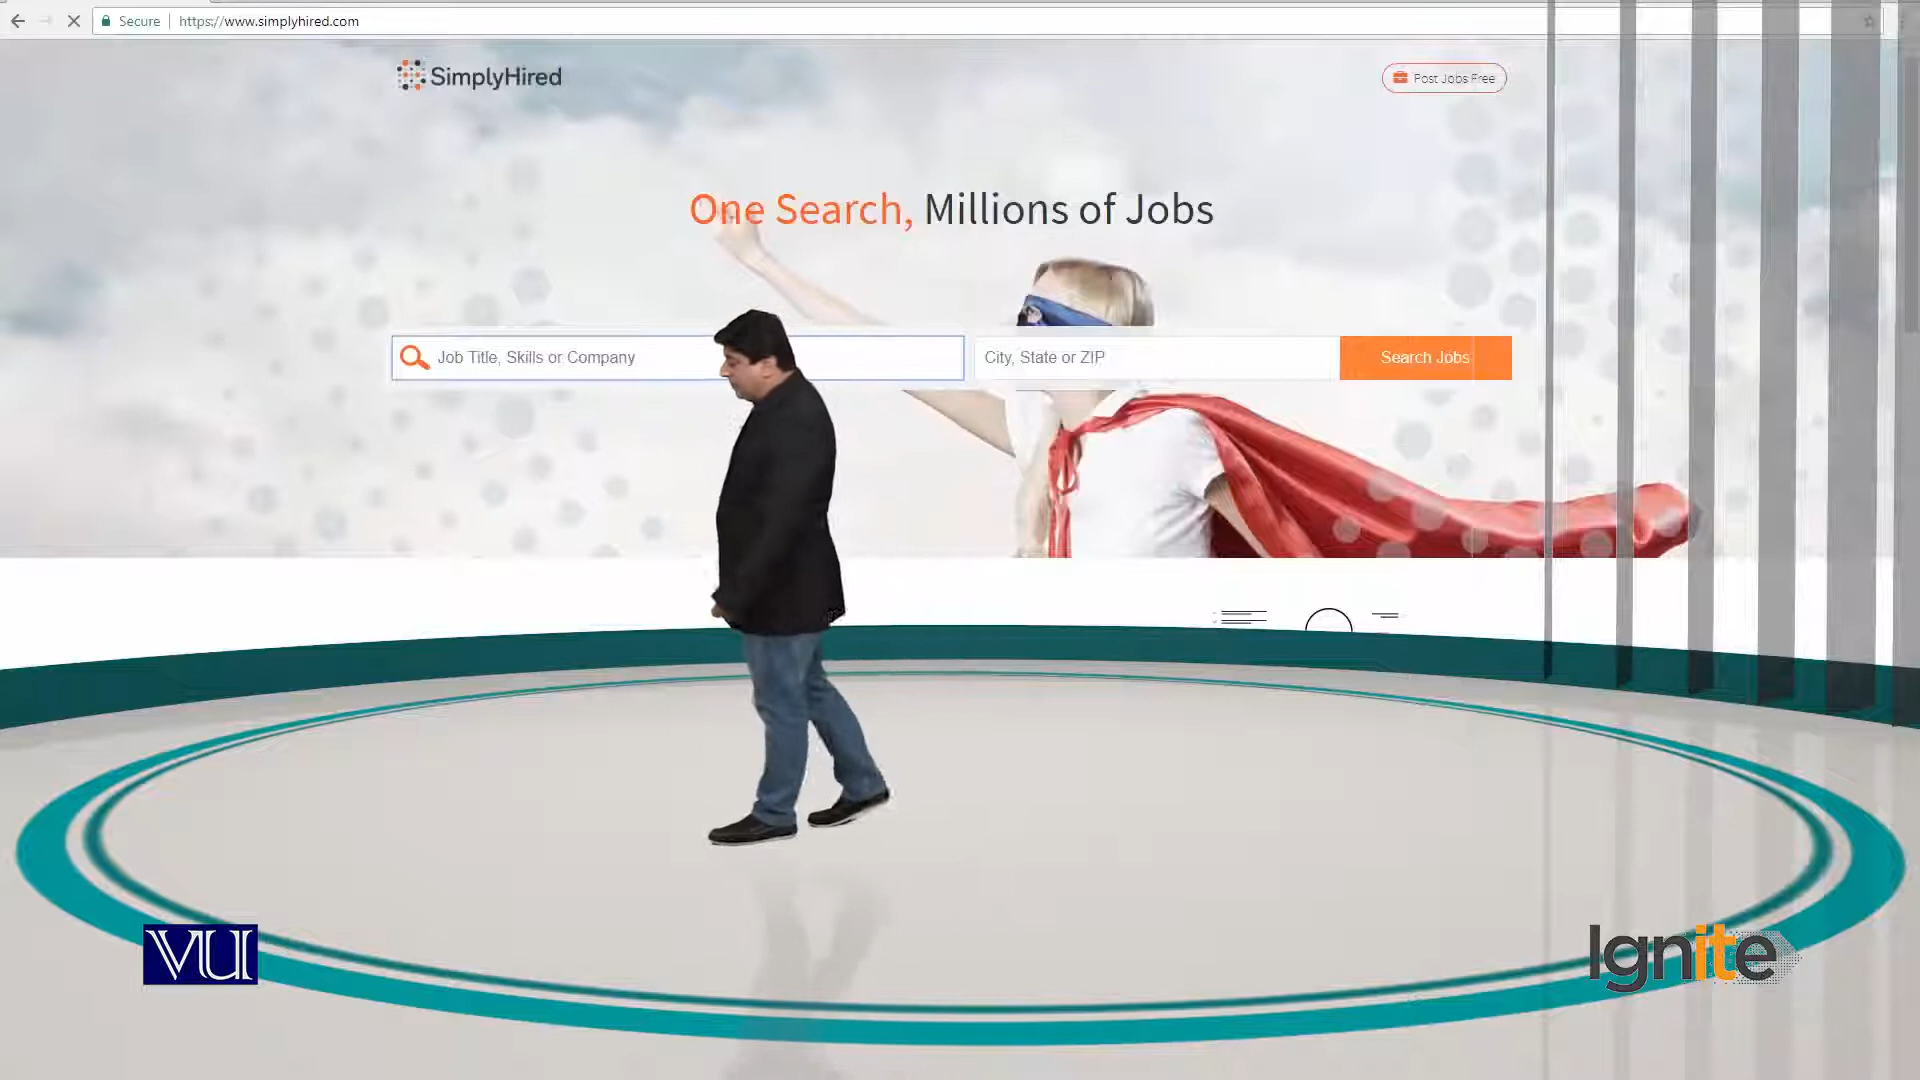 Secure https://www.simplyhired.com
SimplyHired
Post Jobs Free
One Search, Millions of Jobs
Job Title, Skills or Company
City, State or ZIP
Search Jobs
VU
Ignite